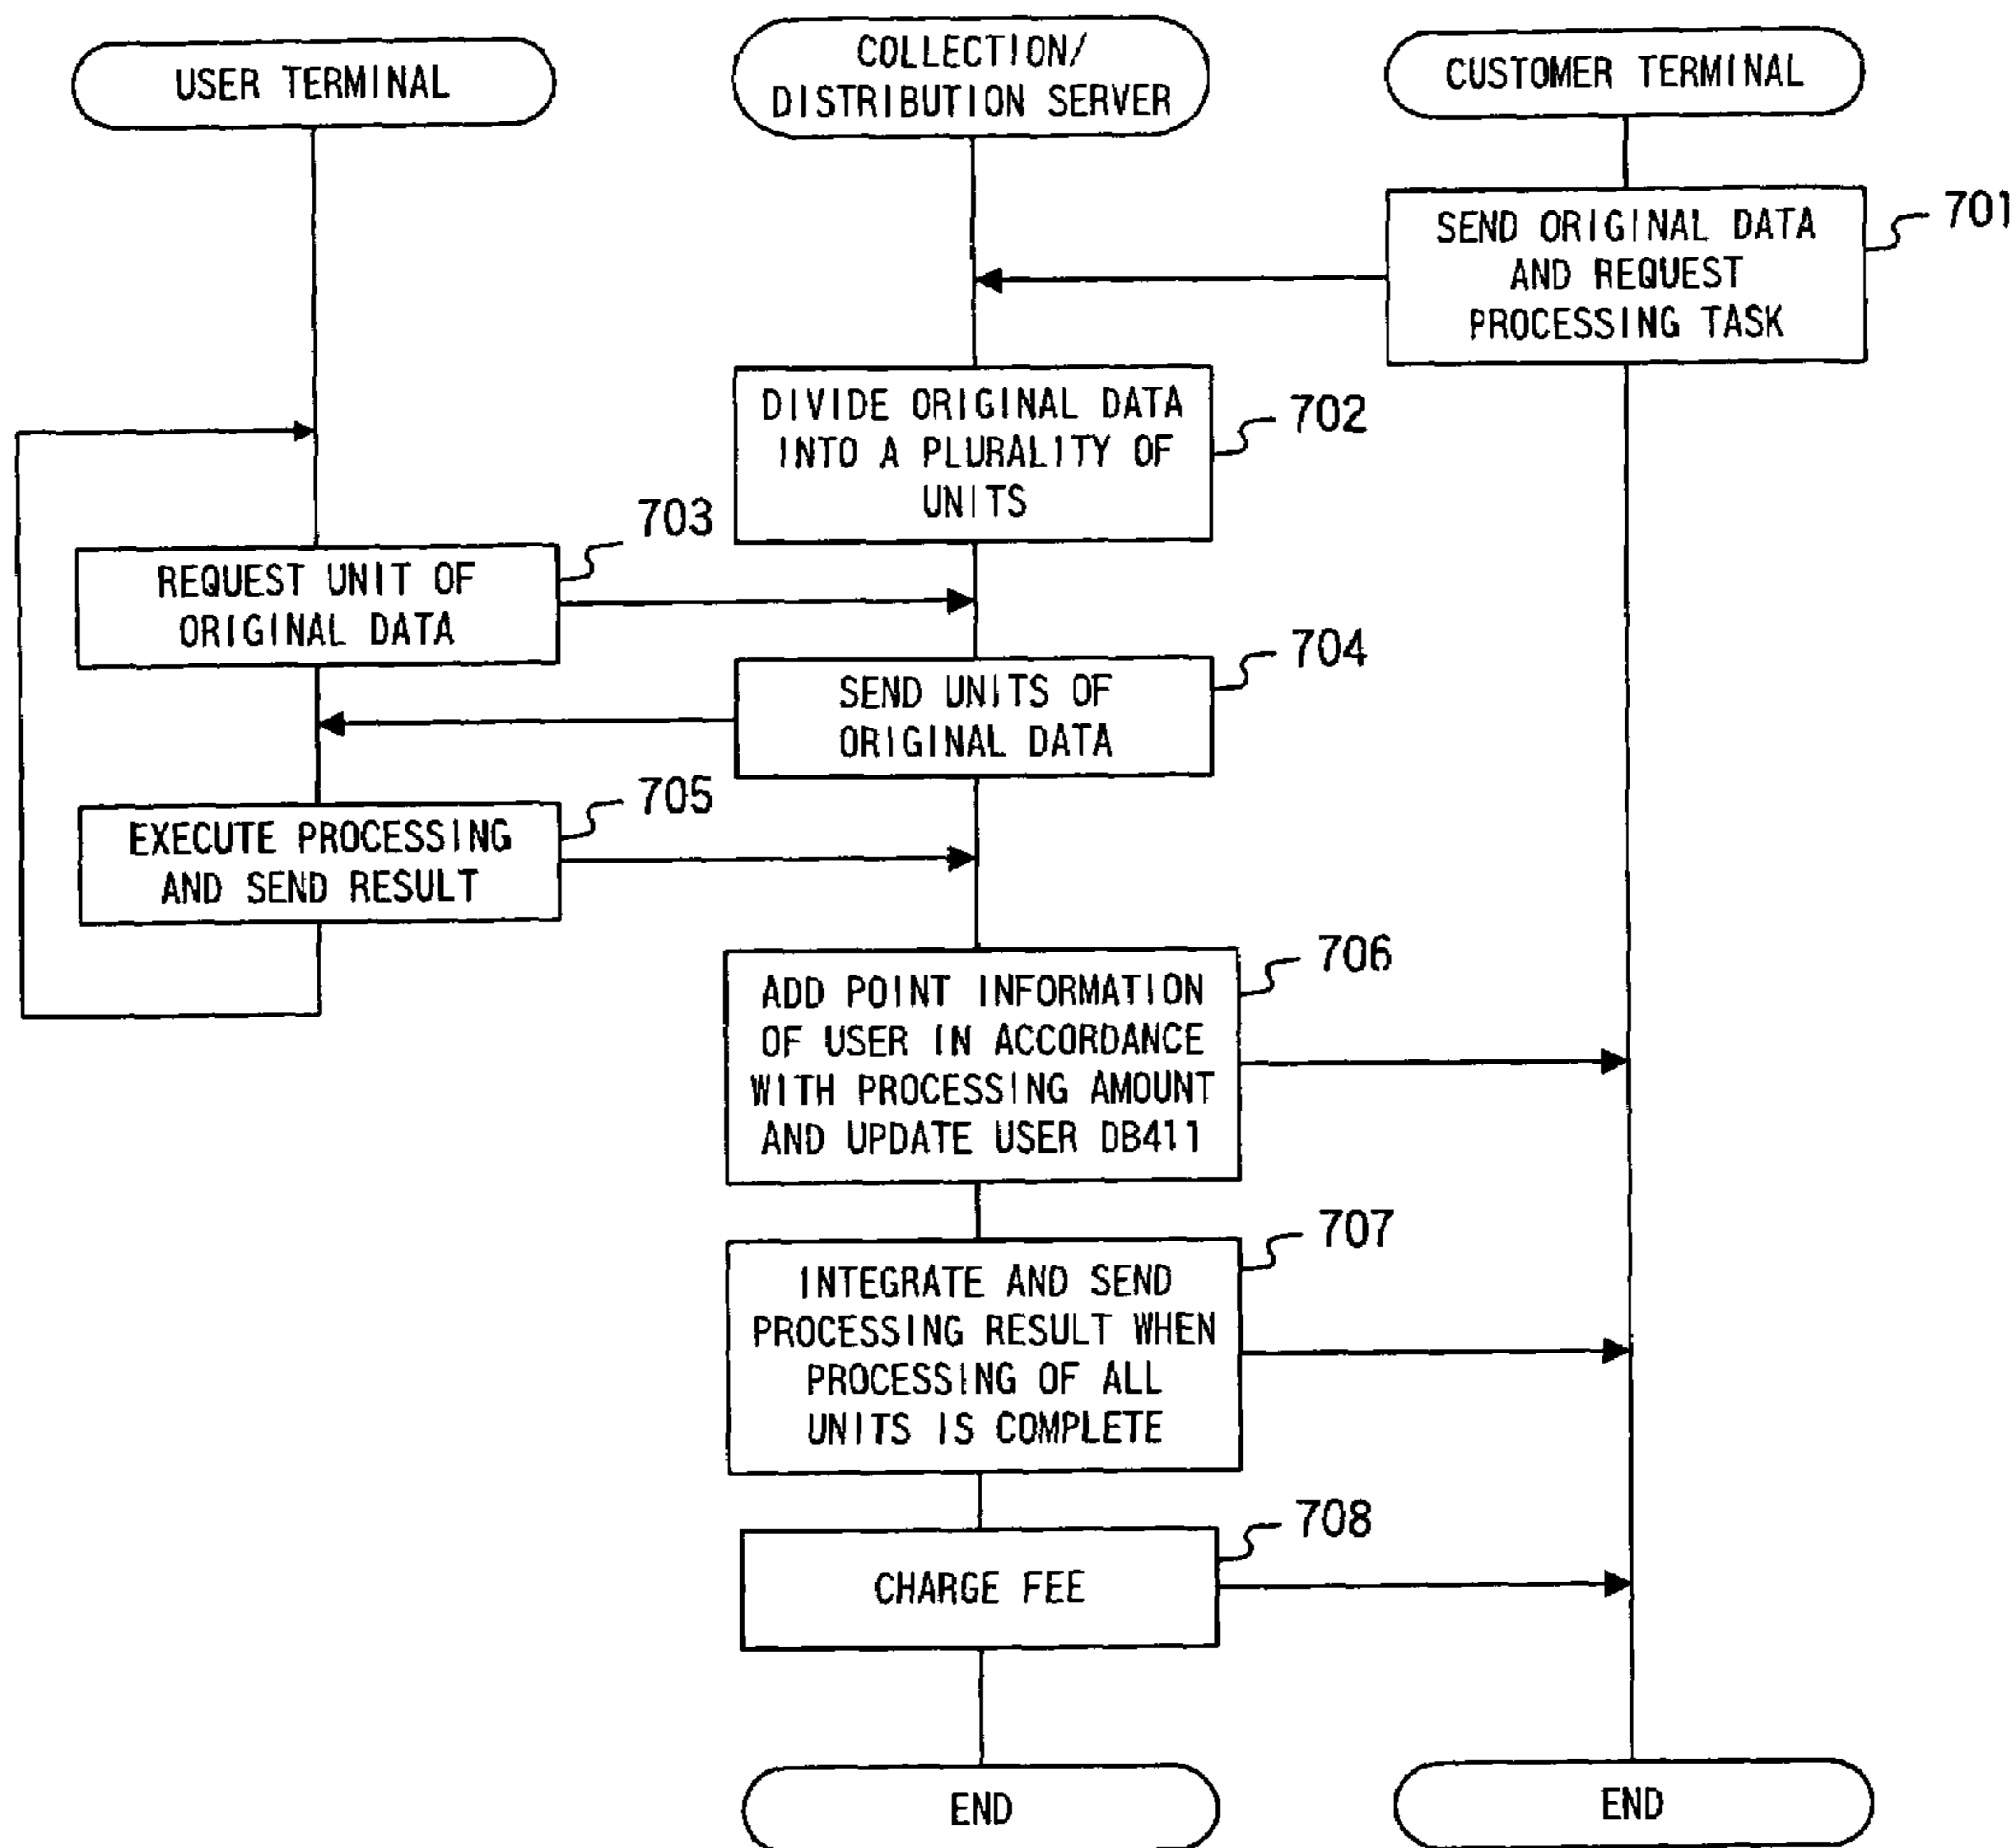 USER TERMINAL
COLLECTION/
DISTRIBUTION SERVER
CUSTOMER TERMINAL
SEND ORIGINAL DATA
AND REQUEST
PROCESSING TASK
701
DIVIDE ORIGINAL DATA
INTO A PLURALITY OF
UNITS
702
REQUEST UNIT OF
ORIGINAL DATA
703
SEND UNITS OF
ORIGINAL DATA
704
EXECUTE PROCESSING
AND SEND RESULT
705
ADD POINT INFORMATION
OF USER IN ACCORDANCE
WITH PROCESSING AMOUNT
AND UPDATE USER DB411
706
INTEGRATE AND SEND
PROCESSING RESULT WHEN
PROCESSING OF ALL
UNITS IS COMPLETE
707
CHARGE FEE
708
END
END